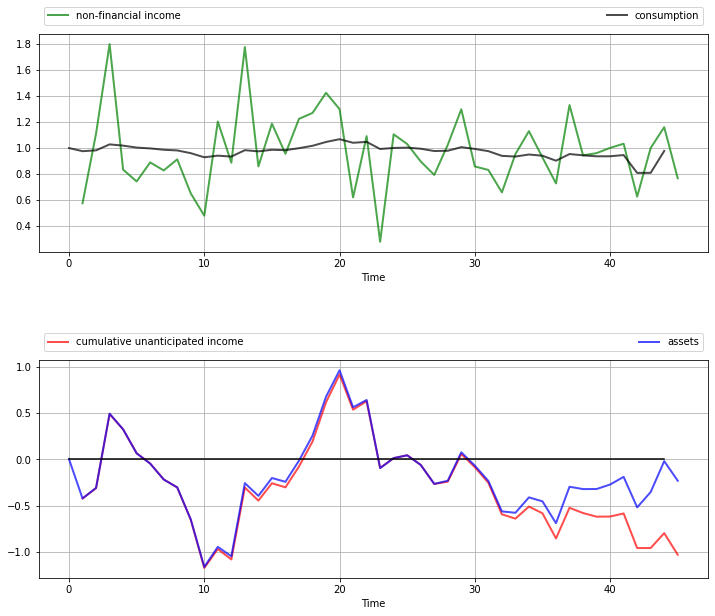 non-financial income consumption
1.8
1.6
1.4
1.2
1.0
0.8
0.6
0.4
0 10 20 30 40
Time
cumulative unanticipated income assets
1.0
0.5
0.0
−0.5
−1.0
0 10 20 30 40
Time